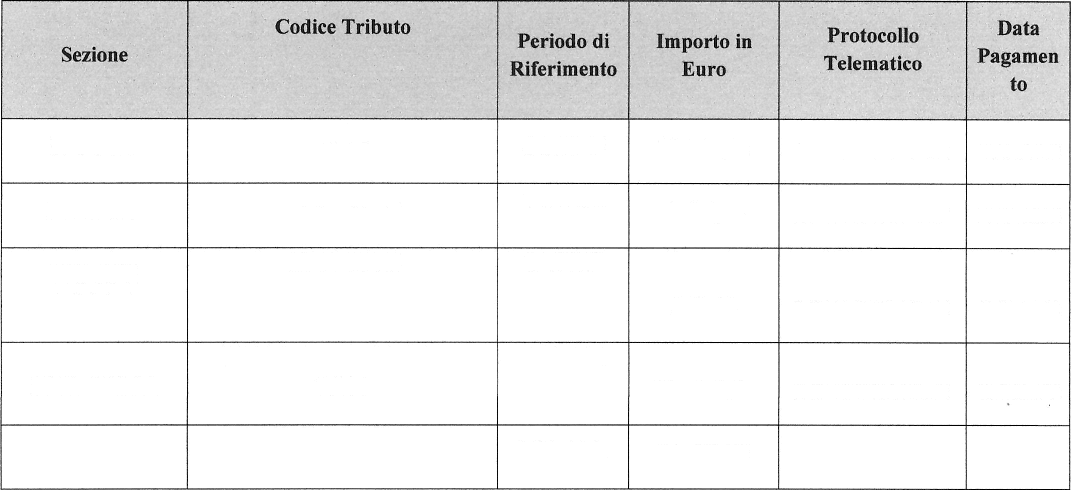 Sezione
Codice Tributo
Periodo di
Riferimento
Importo in
Euro
Protocollo
Telematico
Data
Pagamen
to